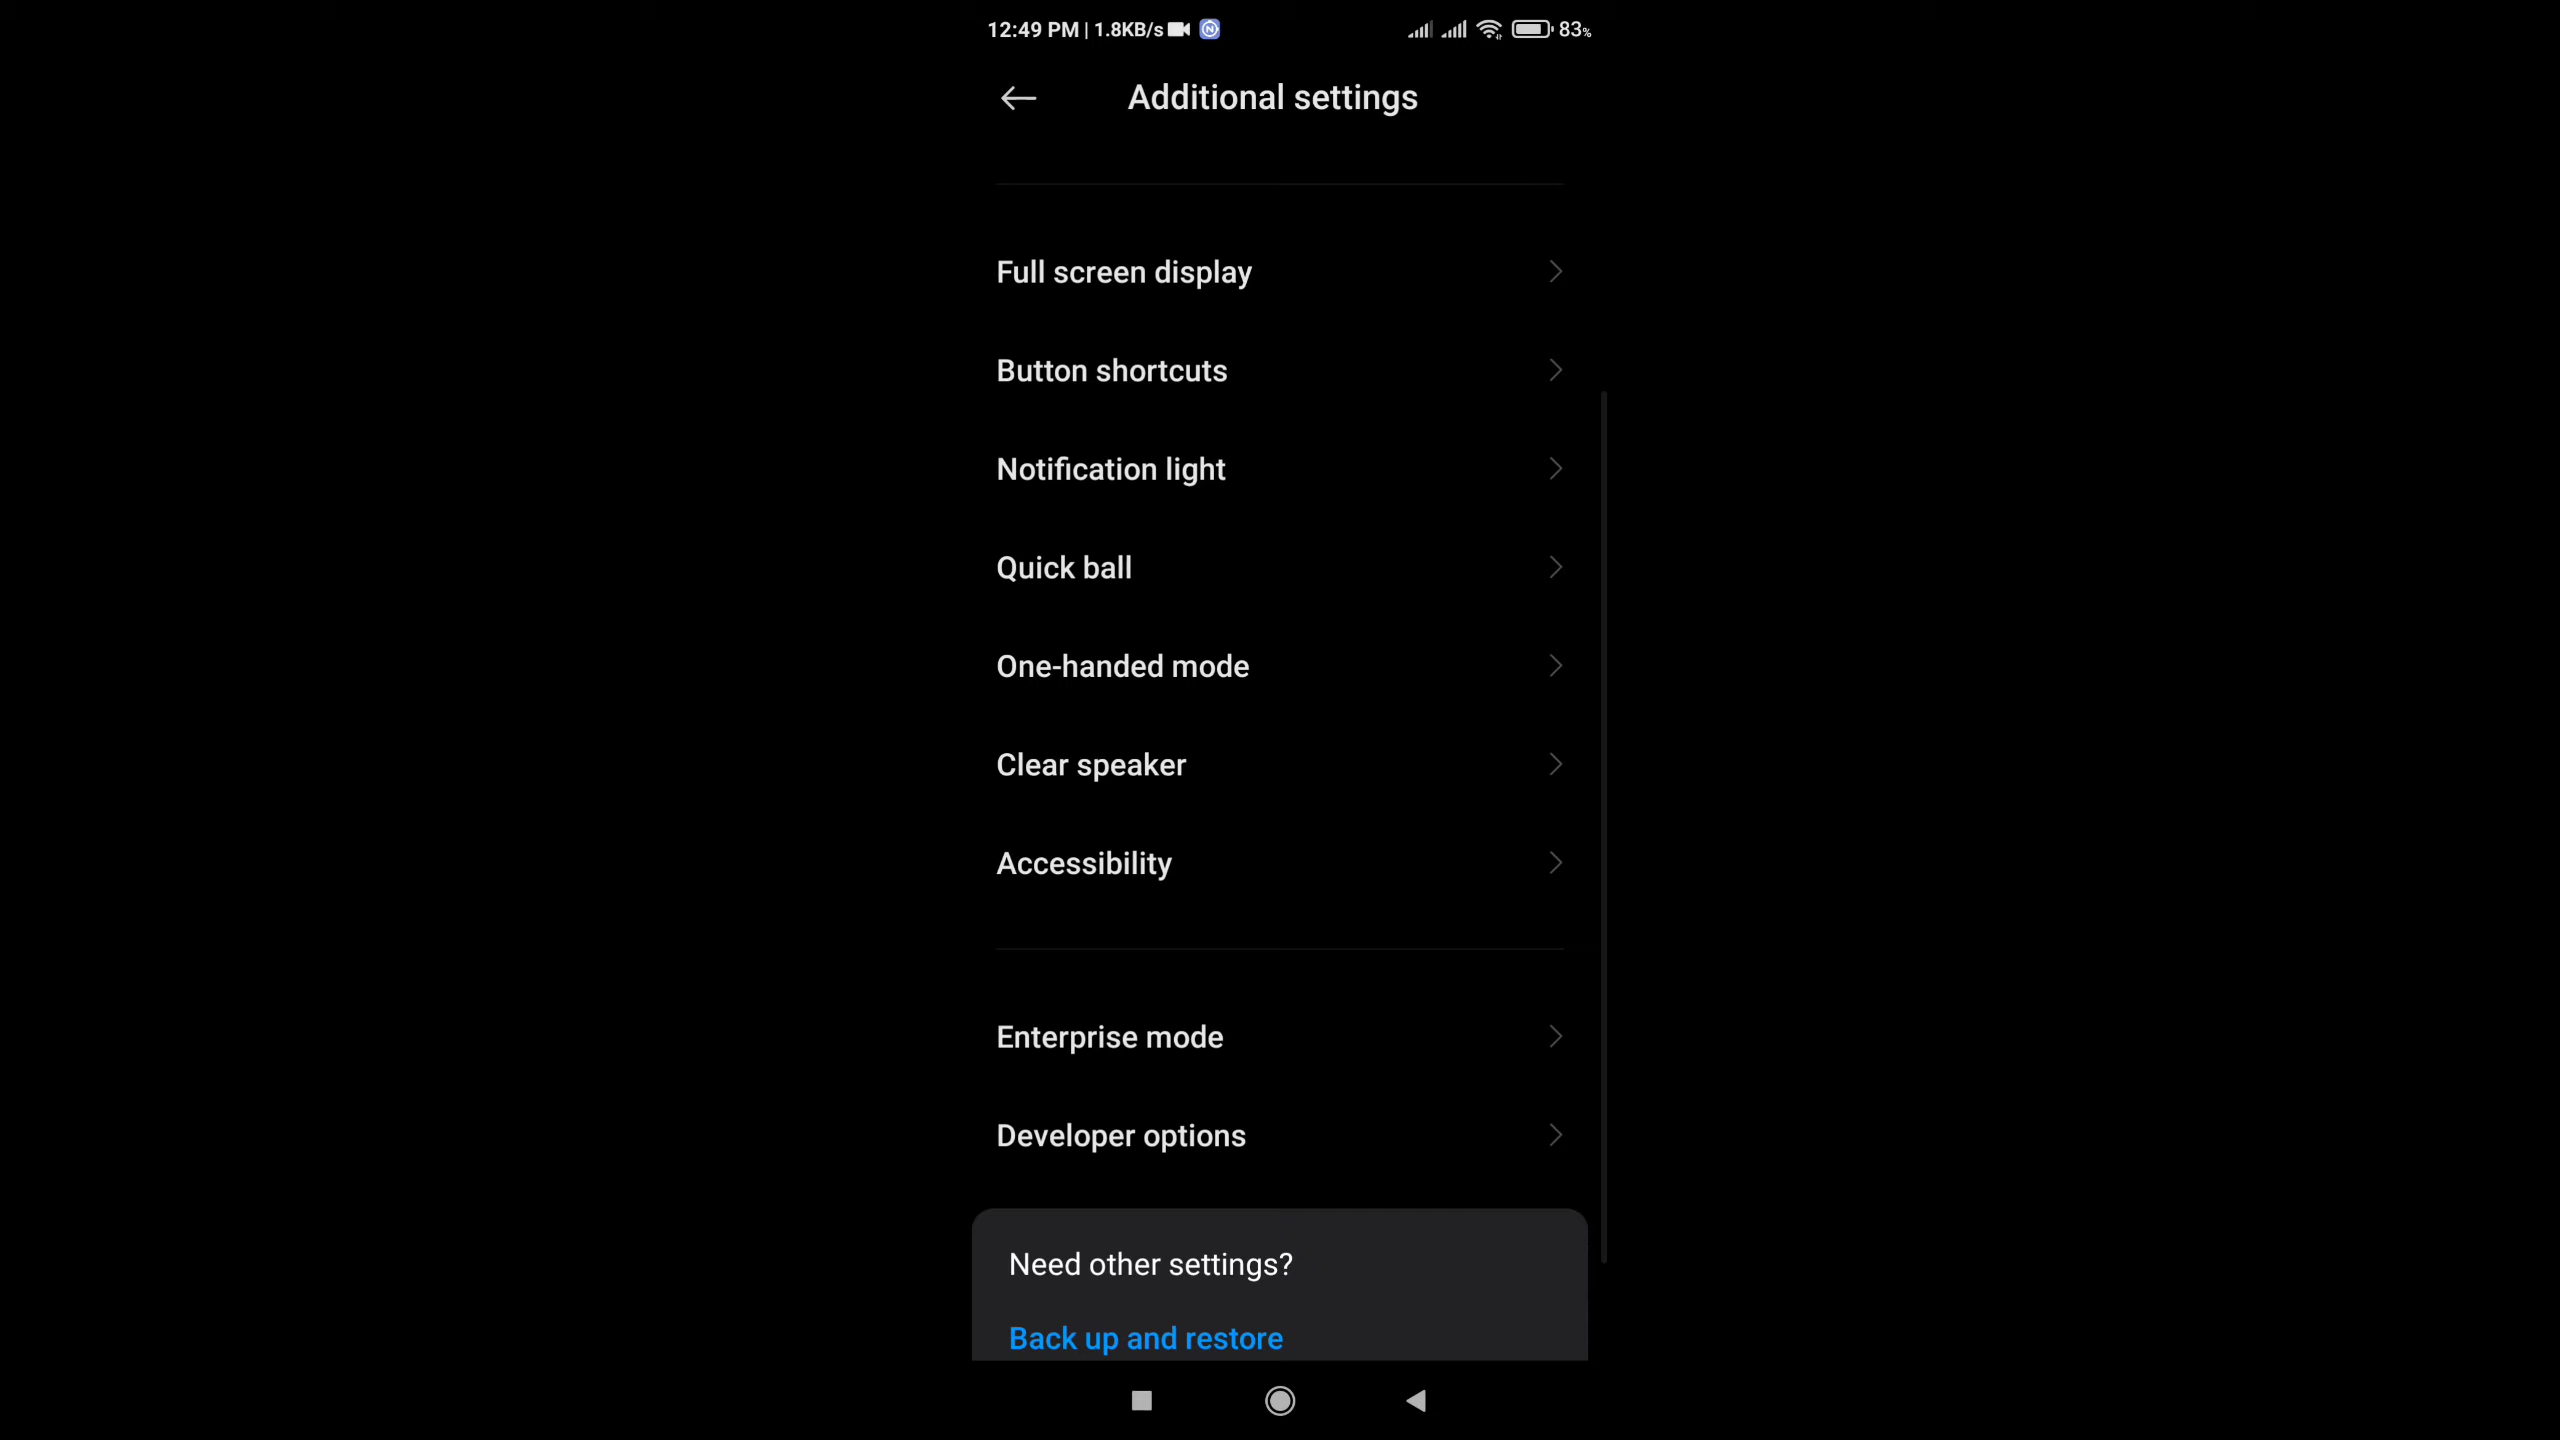 12:49 PM | 1.8KB/s 83%
Additional settings
Full screen display
Button shortcuts
Notification light
Quick ball
One-handed mode
Clear speaker
Accessibility
Enterprise mode
Developer options
Need other settings?
Back up and restore